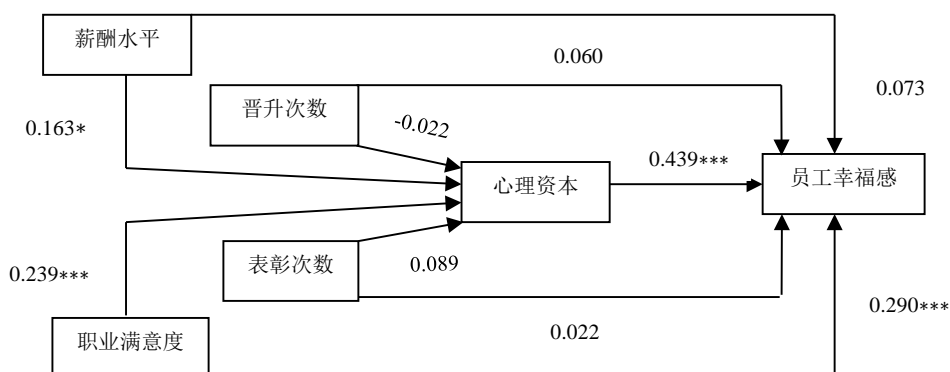 薪酬水平
0.060
0.073
晋升次数
0.163*
-0.022
0.439***
心理资本
员工幸福感
表彰次数
0.089
0.239***
0.290***
0.022
职业满意度